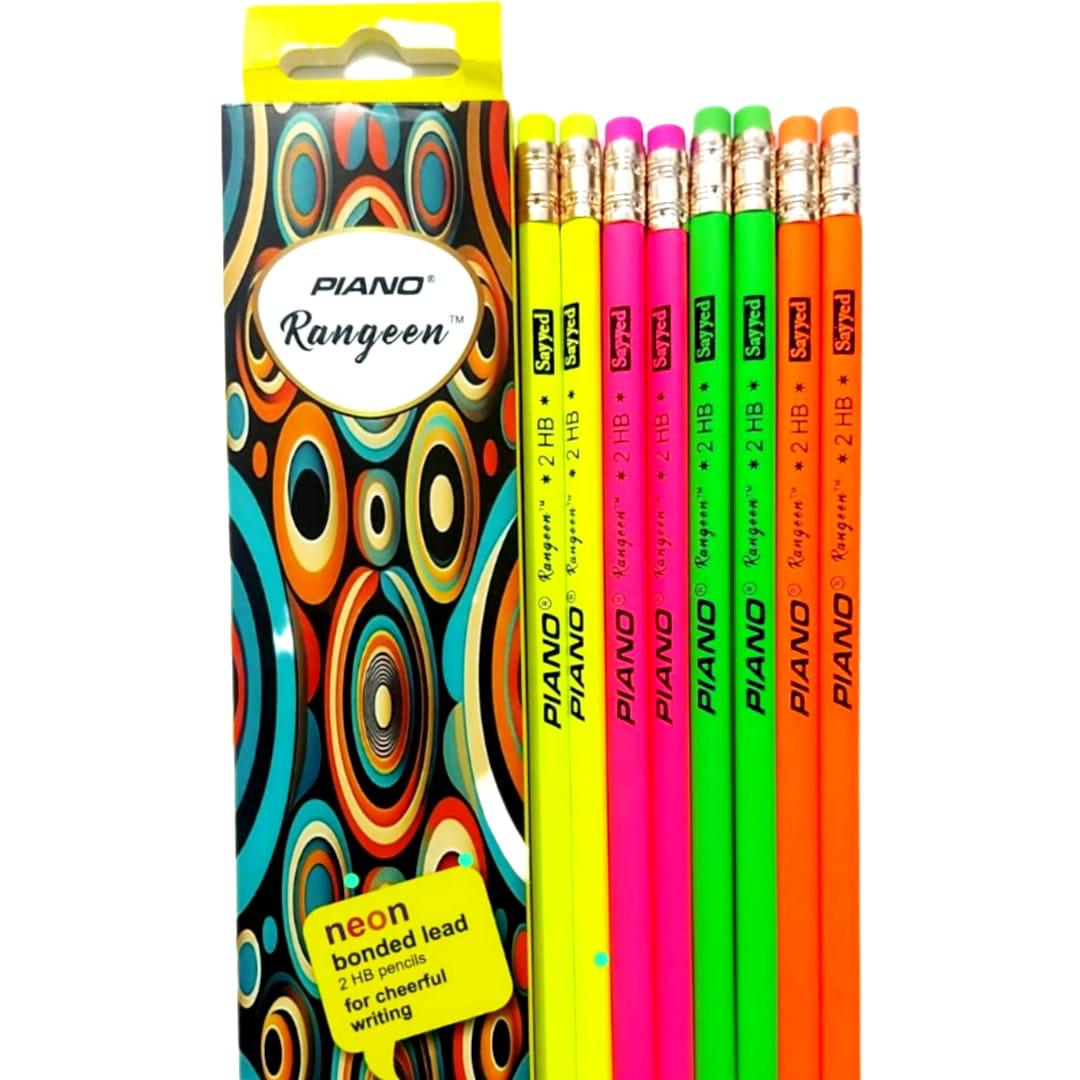 PIANO®
Rangeen™
neon
bonded lead
2 HB pencils
for cheerful
writing
PIANO® Rangeen™ * 2 HB * Sayyed
PIANO® Rangeen™ * 2 HB * Sayyed
PIANO® Rangeen™ * 2 HB * Sayyed
PIANO® Rangeen™ * 2 HB * Sayyed
PIANO® Rangeen™ * 2 HB * Sayyed
PIANO® Rangeen™ * 2 HB * Sayyed
PIANO® Rangeen™ * 2 HB * Sayyed
PIANO® Rangeen™ * 2 HB * Sayyed